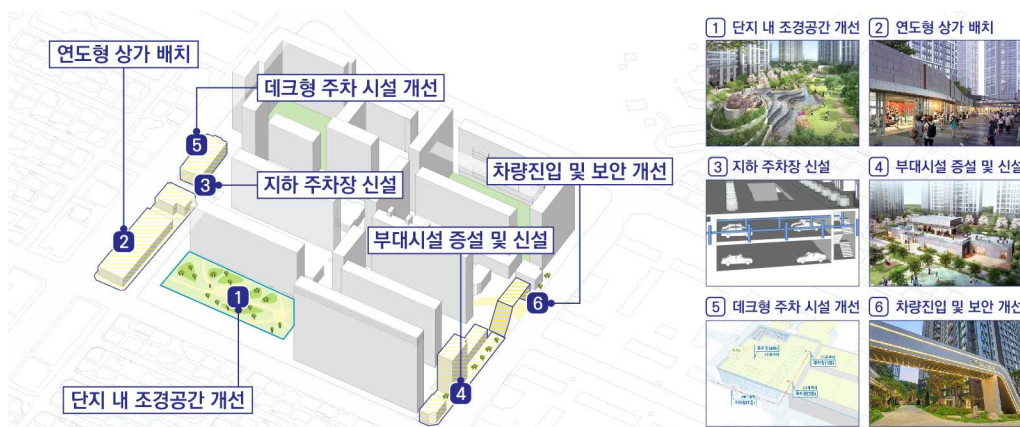 연도형 상가 배치
데크형 주차 시설 개선
5
3
지하 주차장 신설
차량진입 및 보안 개선
2
부대시설 증설 및 신설
1
6
4
단지 내 조경공간 개선
1 단지 내 조경공간 개선
2 연도형 상가 배치
3 지하 주차장 신설
4 부대시설 증설 및 신설
5 데크형 주차 시설 개선
6 차량진입 및 보안 개선